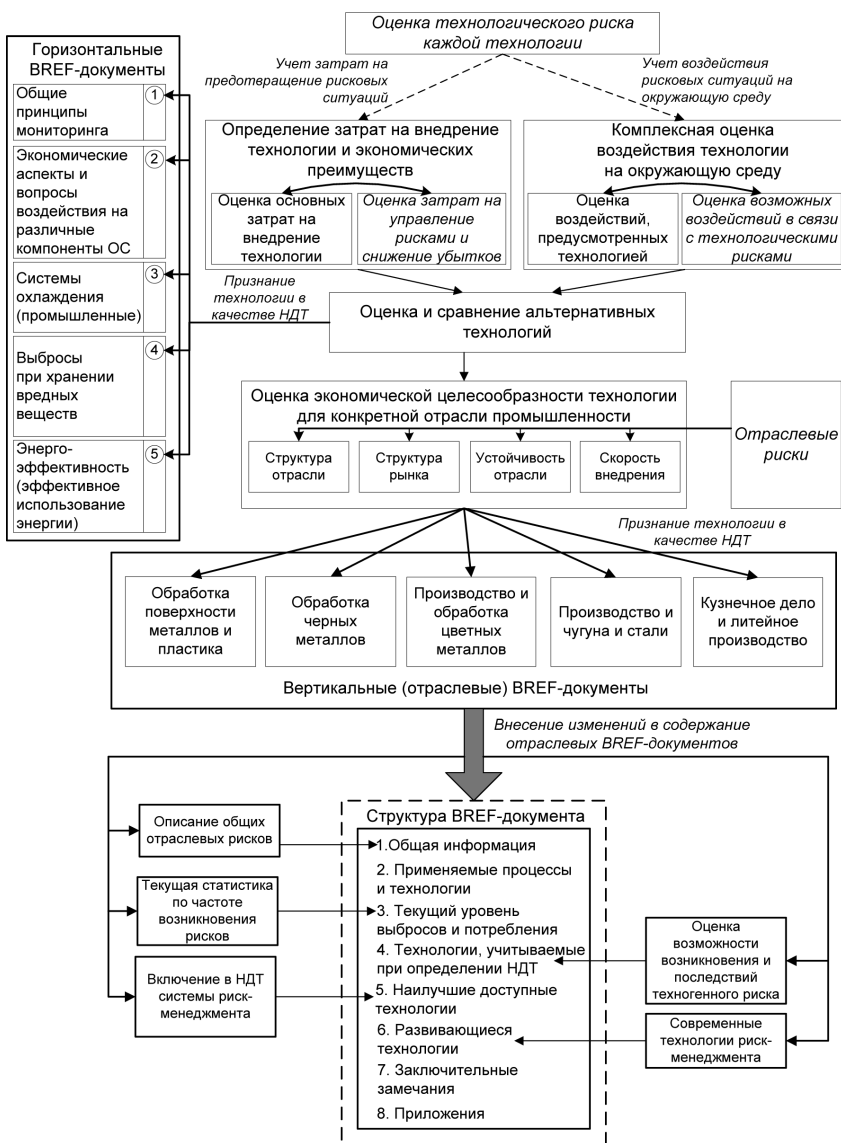 Оценка технологического риска
каждой технологии
Горизонтальные
BREF-документы
Общие
принципы
мониторинга
1
Экономические
аспекты и
вопросы
воздействия на
различные
компоненты ОС
2
Системы
охлаждения
(промышленные)
3
Выбросы
при хранении
вредных
веществ
4
Энерго-
эффективность
(эффективное
использование
энергии)
5
Учет затрат на
предотвращение рисковых
ситуаций
Учет воздействия
рисковых ситуаций на
окружающую среду
Определение затрат на внедрение
технологии и экономических
преимуществ
Оценка основных
затрат на
внедрение
технологии
Оценка затрат на
управление
рисками и
снижение убытков
Комплексная оценка
воздействия технологии
на окружающую среду
Оценка
воздействий,
предусмотренных
технологией
Оценка возможных
воздействий в связи
с технологическими
рисками
Признание
технологии в
качестве НДТ
Оценка и сравнение альтернативных
технологий
Оценка экономической целесообразности технологии
для конкретной отрасли промышленности
Структура
отрасли
Структура
рынка
Устойчивость
отрасли
Скорость
внедрения
Отраслевые
риски
Признание технологии в
качестве НДТ
Обработка
поверхности
металлов и
пластика
Обработка
черных
металлов
Производство и
обработка
цветных
металлов
Производство и
чугуна и стали
Кузнечное дело
и литейное
производство
Вертикальные (отраслевые) BREF-документы
Внесение изменений в содержание
отраслевых BREF-документов
Описание общих
отраслевых рисков
Текущая статистика
по частоте
возникновения
рисков
Включение в НДТ
системы риск-
менеджмента
Структура BREF-документа
1.Общая информация
2. Применяемые процессы
и технологии
3. Текущий уровень
выбросов и потребления
4. Технологии, учитываемые
при определении НДТ
5. Наилучшие доступные
технологии
6. Развивающиеся
технологии
7. Заключительные
замечания
8. Приложения
Оценка
возможности
возникновения и
последствий
техногенного риска
Современные
технологии риск-
менеджмента